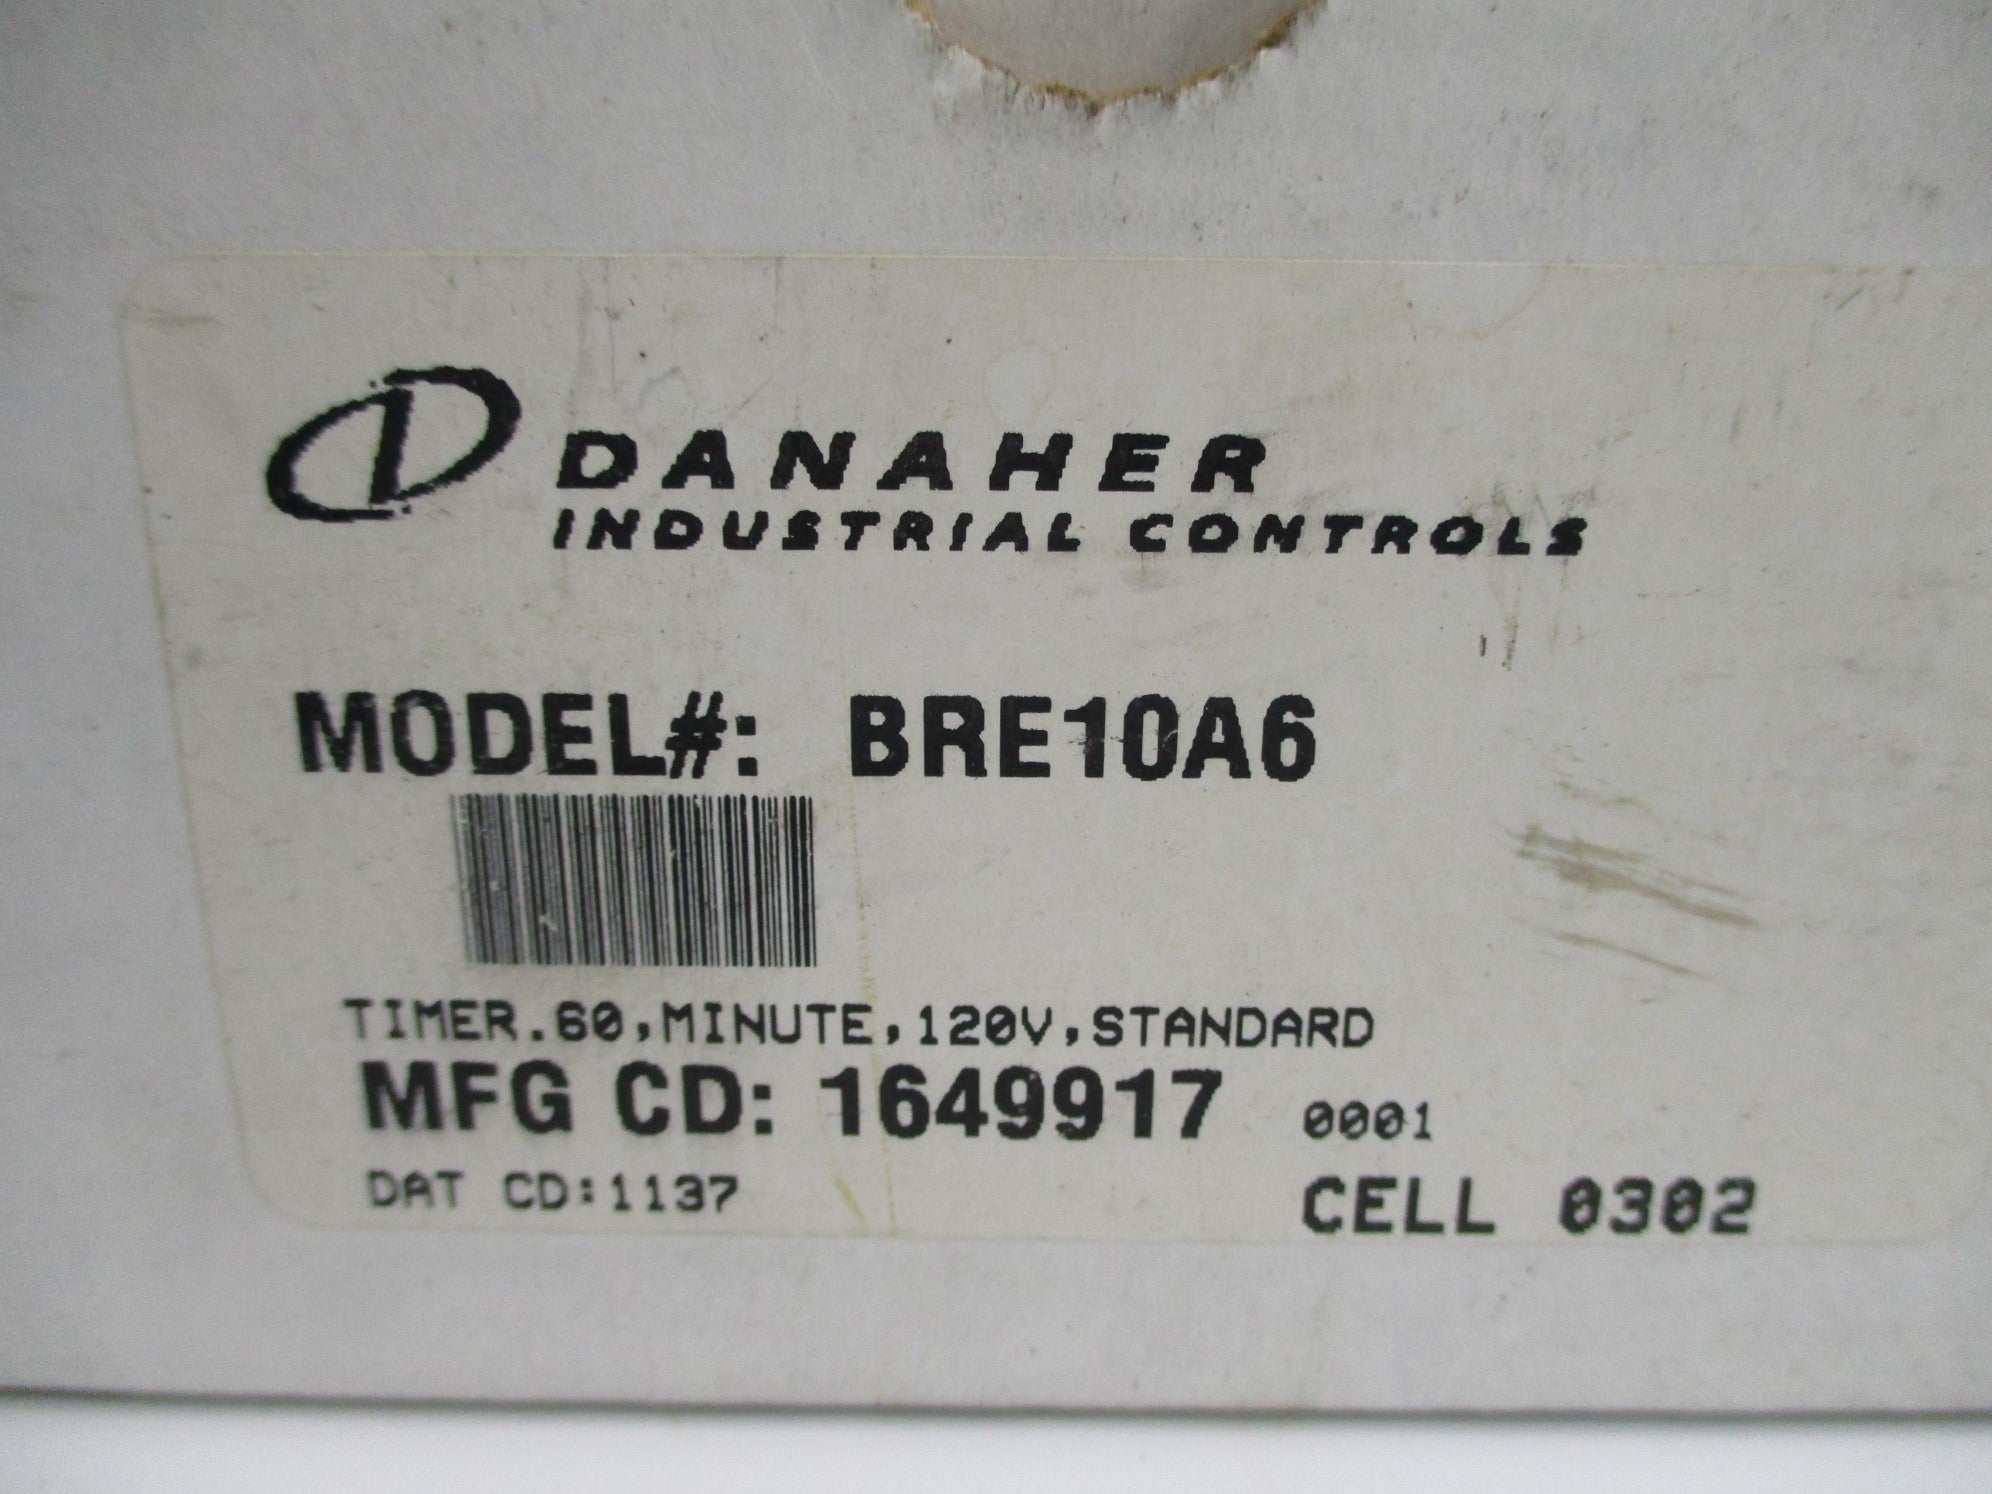 DANAHER
INDUSTRIAL CONTROLS
MODEL#: BRE10A6
TIMER.60,MINUTE,120V,STANDARD
MFG CD: 1649917 0001
DAT CD:1137 CELL 0302